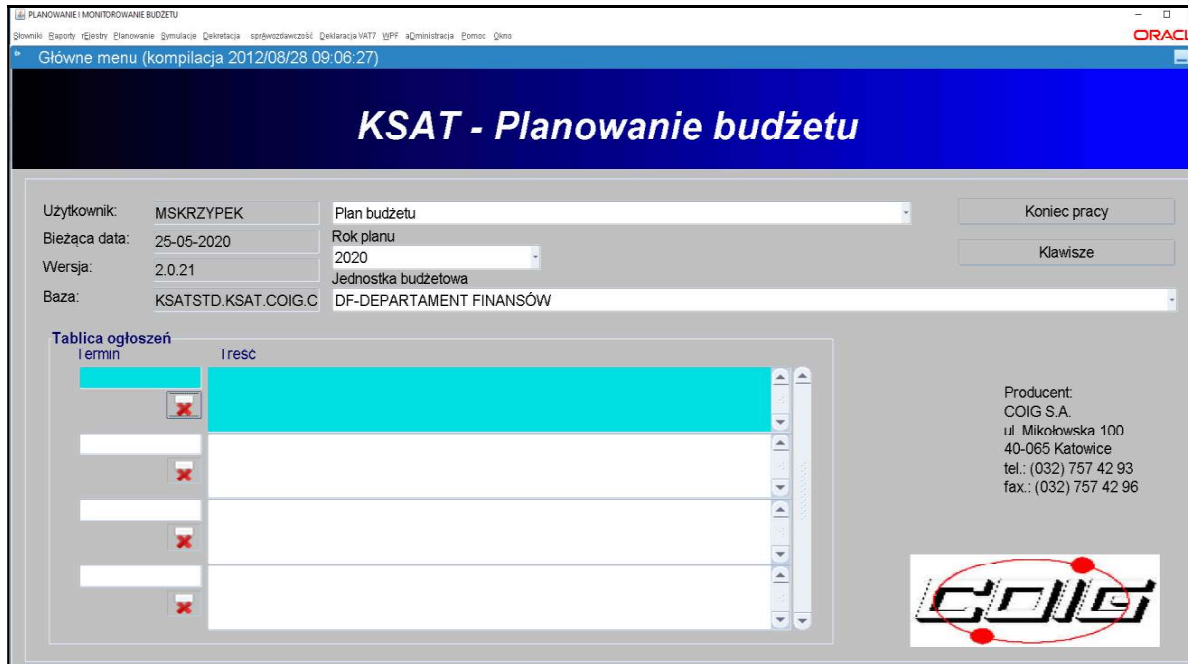 PLANOWANIE I MONITOROWANIE BUDŻETU
Słowniki Raporty rEjestry Planowanie Symulacje Dekretacja sprAwozdawczość Deklaracja VAT7 WPF aDministracja Pomoc Okno
ORACL
Główne menu (kompilacja 2012/08/28 09:06:27)
KSAT - Planowanie budżetu
Użytkownik: MSKRZYPEK Plan budżetu Koniec pracy
Bieżąca data: 25-05-2020 Rok planu
2020 Klawisze
Wersja: 2.0.21 Jednostka budżetowa
Baza: KSATSTD.KSAT.COIG.C DF-DEPARTAMENT FINANSÓW
Tablica ogłoszeń
Termin Treść
Producent:
COIG S.A.
ul. Mikołowska 100
40-065 Katowice
tel.: (032) 757 42 93
fax.: (032) 757 42 96
COIG